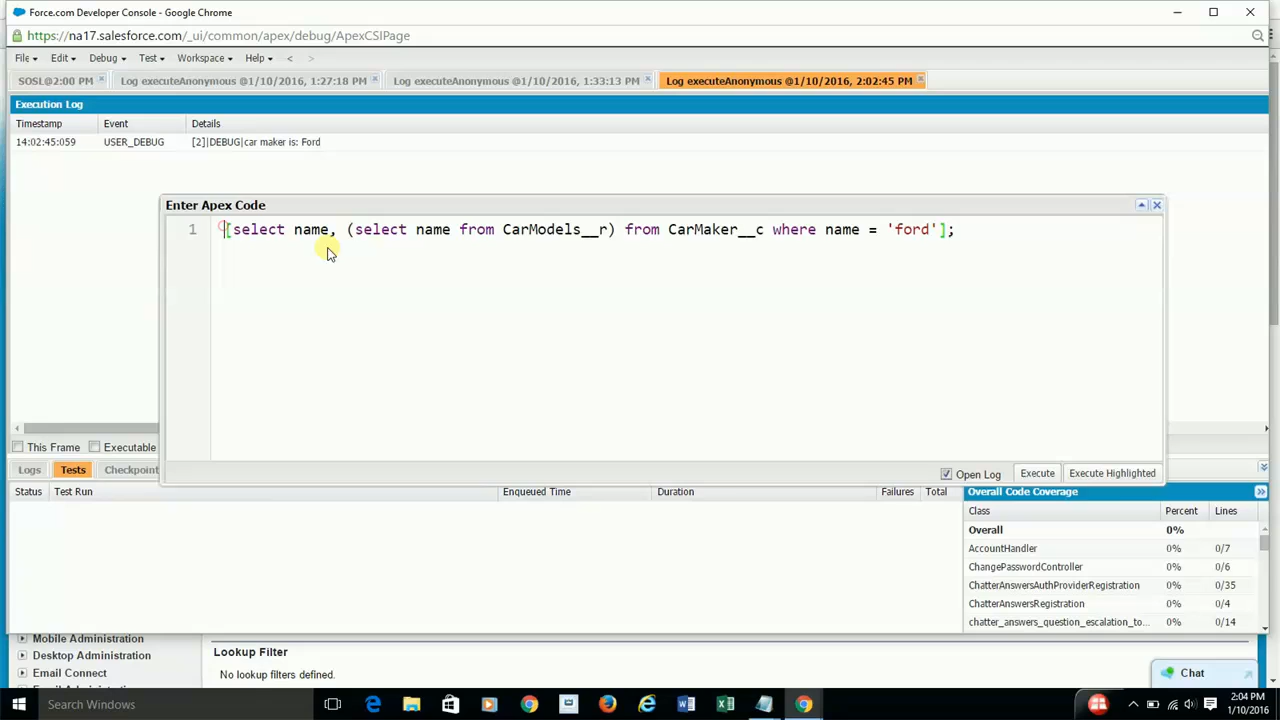 Force.com Developer Console - Google Chrome
https://na17.salesforce.com/_ui/common/apex/debug/ApexCSIPage
File Edit Debug Test Workspace Help < >
SOSL@2:00 PM Log executeAnonymous @1/10/2016, 1:27:18 PM Log executeAnonymous @1/10/2016, 1:33:13 PM Log executeAnonymous @1/10/2016, 2:02:45 PM
Execution Log
Timestamp Event Details
14:02:45:059 USER_DEBUG [2]|DEBUG|car maker is: Ford
Enter Apex Code
1 [select name, (select name from CarModels__r) from CarMaker__c where name = 'ford'];
This Frame Executable
Open Log Execute Execute Highlighted
Logs Tests Checkpoint
Status Test Run Enqueued Time Duration Failures Total
Overall Code Coverage
Class Percent Lines
Overall 0%
AccountHandler 0% 0/7
ChangePasswordController 0% 0/6
ChatterAnswersAuthProviderRegistration 0% 0/35
ChatterAnswersRegistration 0% 0/4
chatter_answers_question_escalation_to... 0% 0/14
Mobile Administration
Desktop Administration
Email Connect
Lookup Filter
No lookup filters defined.
Chat
Search Windows
2:04 PM
1/10/2016